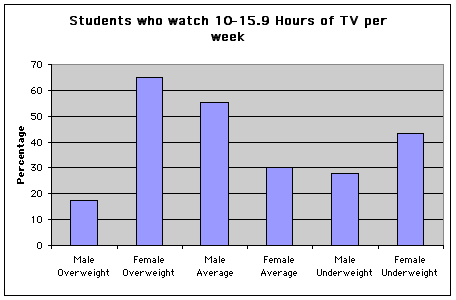 Students who watch 10-15.9 Hours of TV per
week
Percentage
70
60
50
40
30
20
10
0
Male Female Male Female Male Female
Overweight Overweight Average Average Underweight Underweight